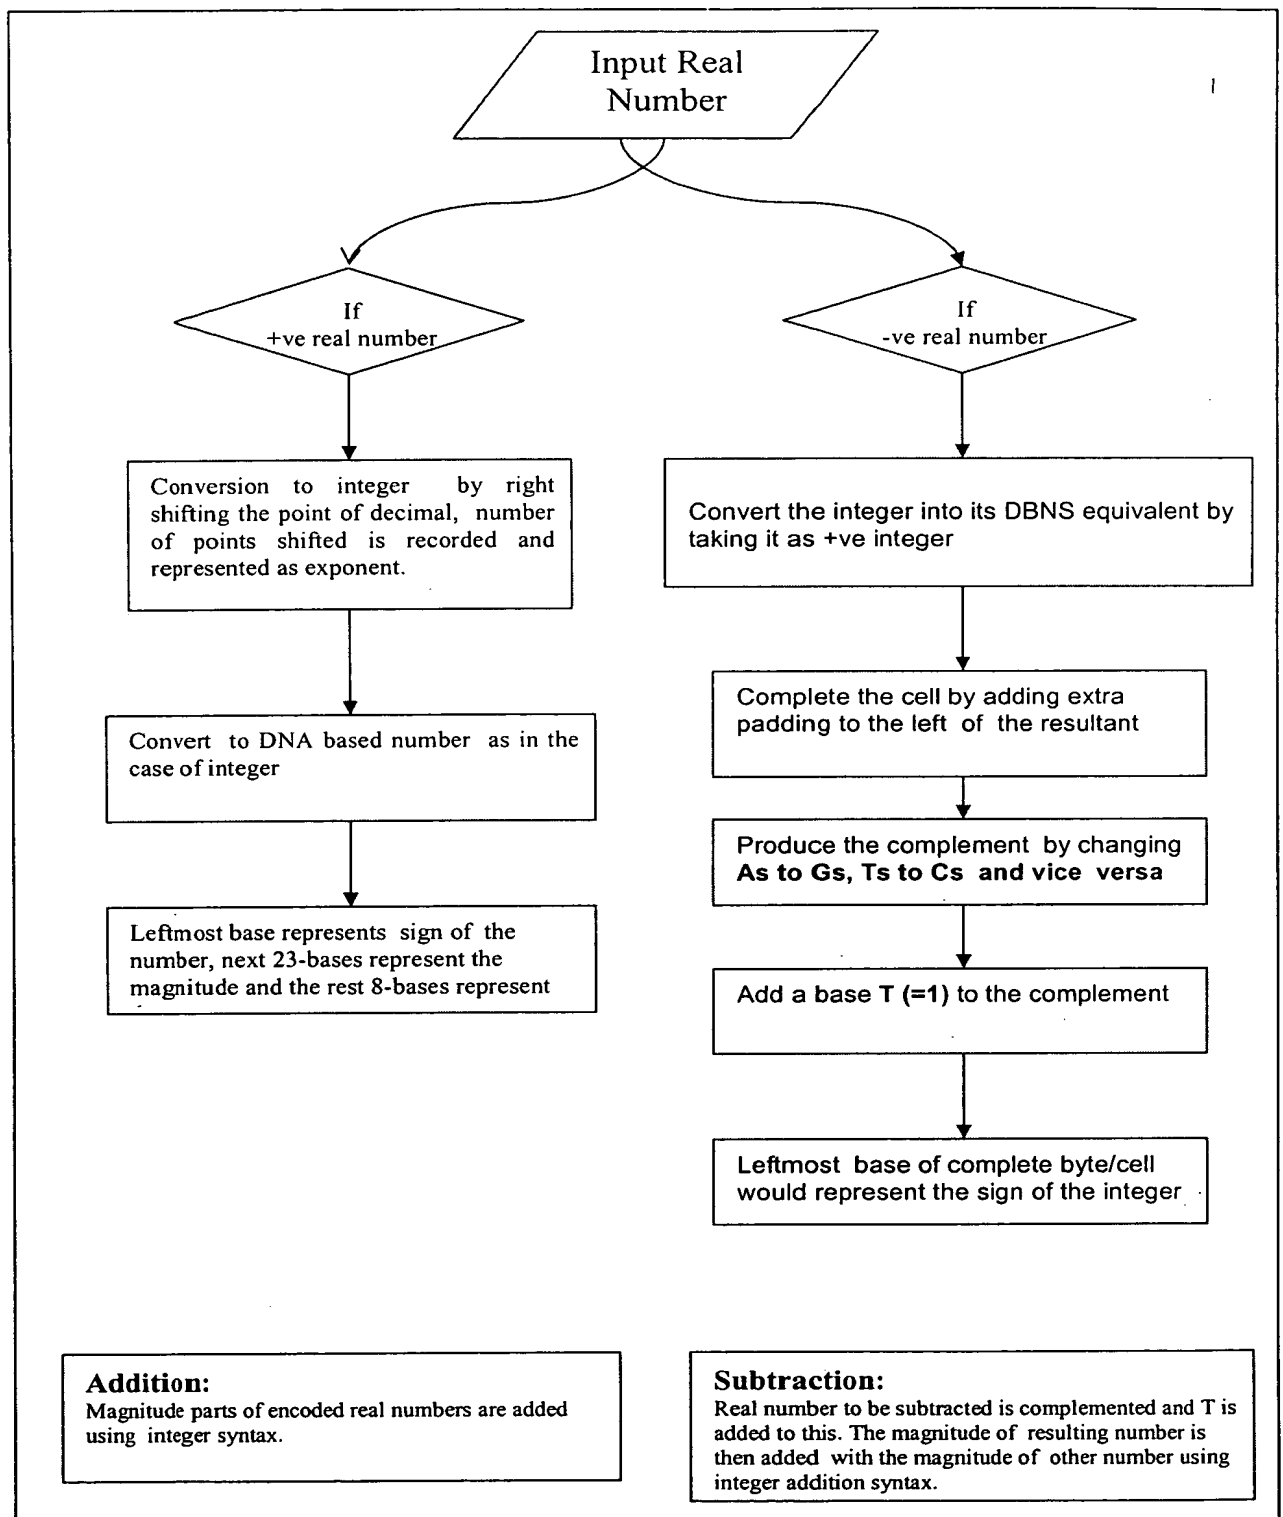 Input Real
Number
1
If
+ve real number
If
-ve real number
Conversion to integer by right
shifting the point of decimal, number
of points shifted is recorded and
represented as exponent.
Convert to DNA based number as in the
case of integer
Leftmost base represents sign of the
number, next 23-bases represent the
magnitude and the rest 8-bases represent
Convert the integer into its DBNS equivalent by
taking it as +ve integer
Complete the cell by adding extra
padding to the left of the resultant
Produce the complement by changing
As to Gs, Ts to Cs and vice versa
Add a base T (=1) to the complement
Leftmost base of complete byte/cell
would represent the sign of the integer
Addition:
Magnitude parts of encoded real numbers are added
using integer syntax.
Subtraction:
Real number to be subtracted is complemented and T is
added to this. The magnitude of resulting number is
then added with the magnitude of other number using
integer addition syntax.